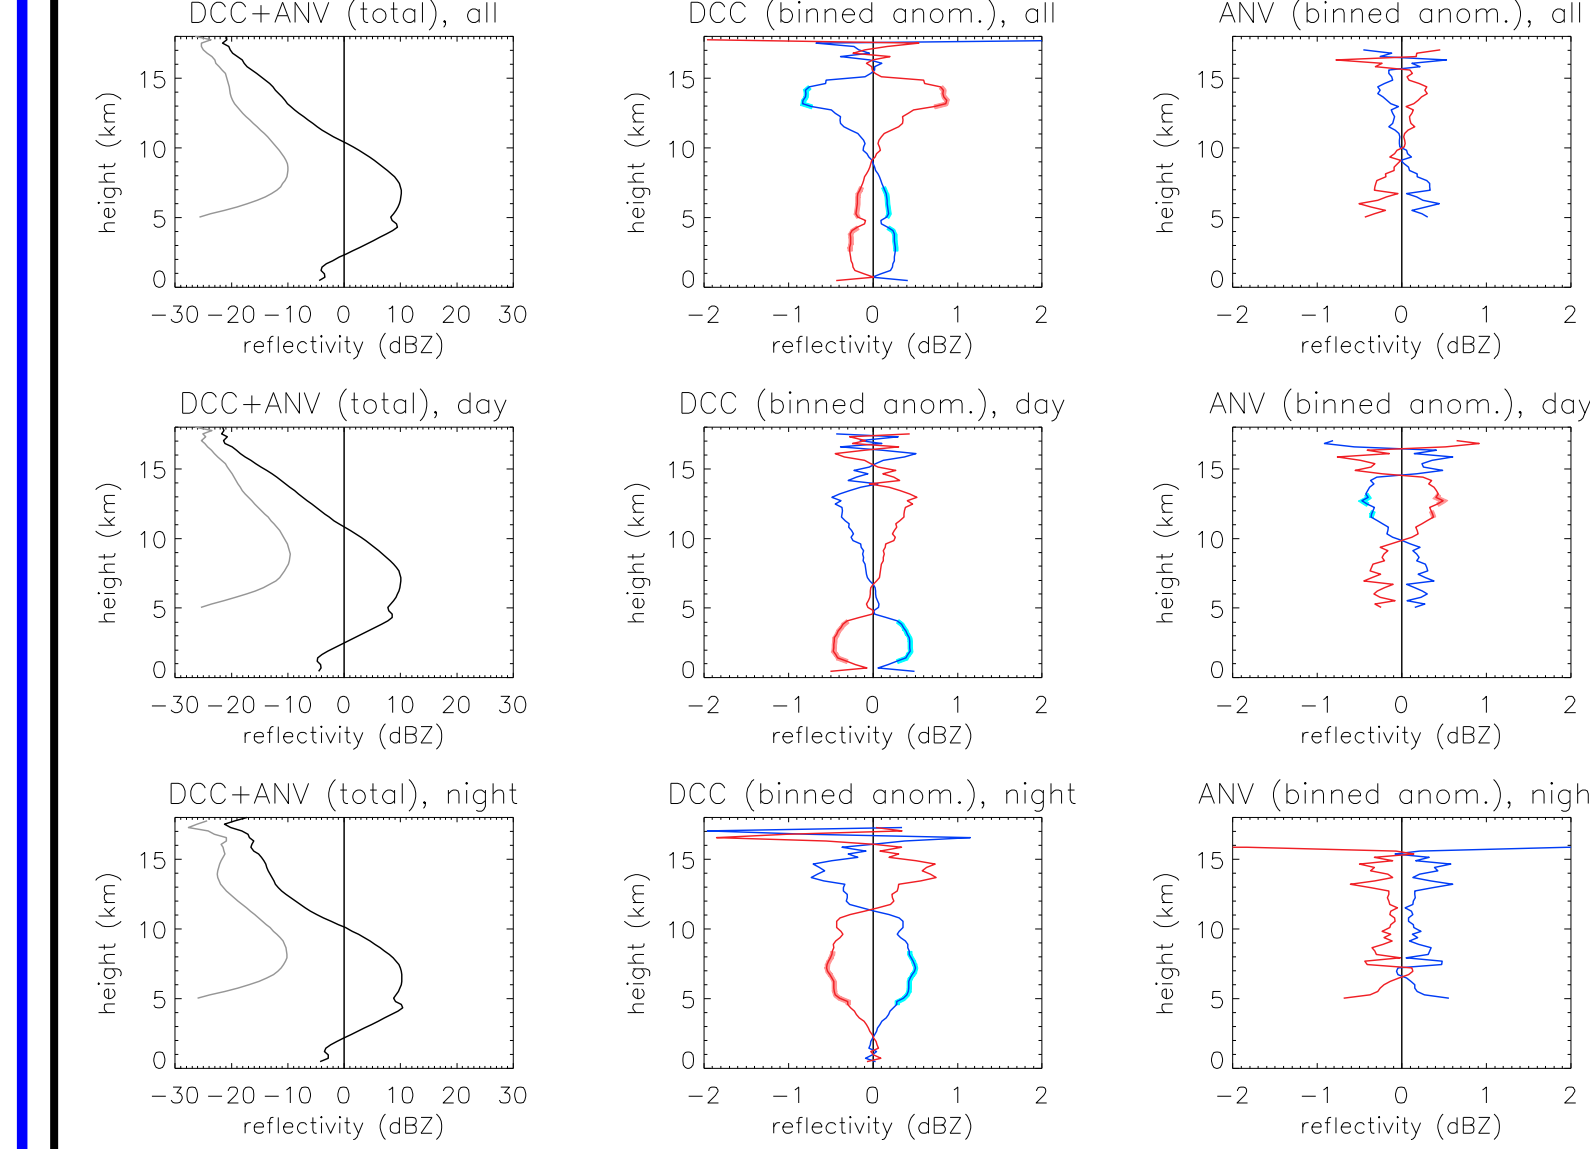 DCC+ANV (total), all
DCC (binned anom.), all
ANV (binned anom.), all
height (km)
15
10
5
0
-30 -20 -10 0 10 20 30
reflectivity (dBZ)
height (km)
15
10
5
0
-2 -1 0 1 2
reflectivity (dBZ)
height (km)
15
10
5
0
-2 -1 0 1 2
reflectivity (dBZ)
DCC+ANV (total), day
DCC (binned anom.), day
ANV (binned anom.), day
height (km)
15
10
5
0
-30 -20 -10 0 10 20 30
reflectivity (dBZ)
height (km)
15
10
5
0
-2 -1 0 1 2
reflectivity (dBZ)
height (km)
15
10
5
0
-2 -1 0 1 2
reflectivity (dBZ)
DCC+ANV (total), night
DCC (binned anom.), night
ANV (binned anom.), nigh
height (km)
15
10
5
0
-30 -20 -10 0 10 20 30
reflectivity (dBZ)
height (km)
15
10
5
0
-2 -1 0 1 2
reflectivity (dBZ)
height (km)
15
10
5
0
-2 -1 0 1 2
reflectivity (dBZ)